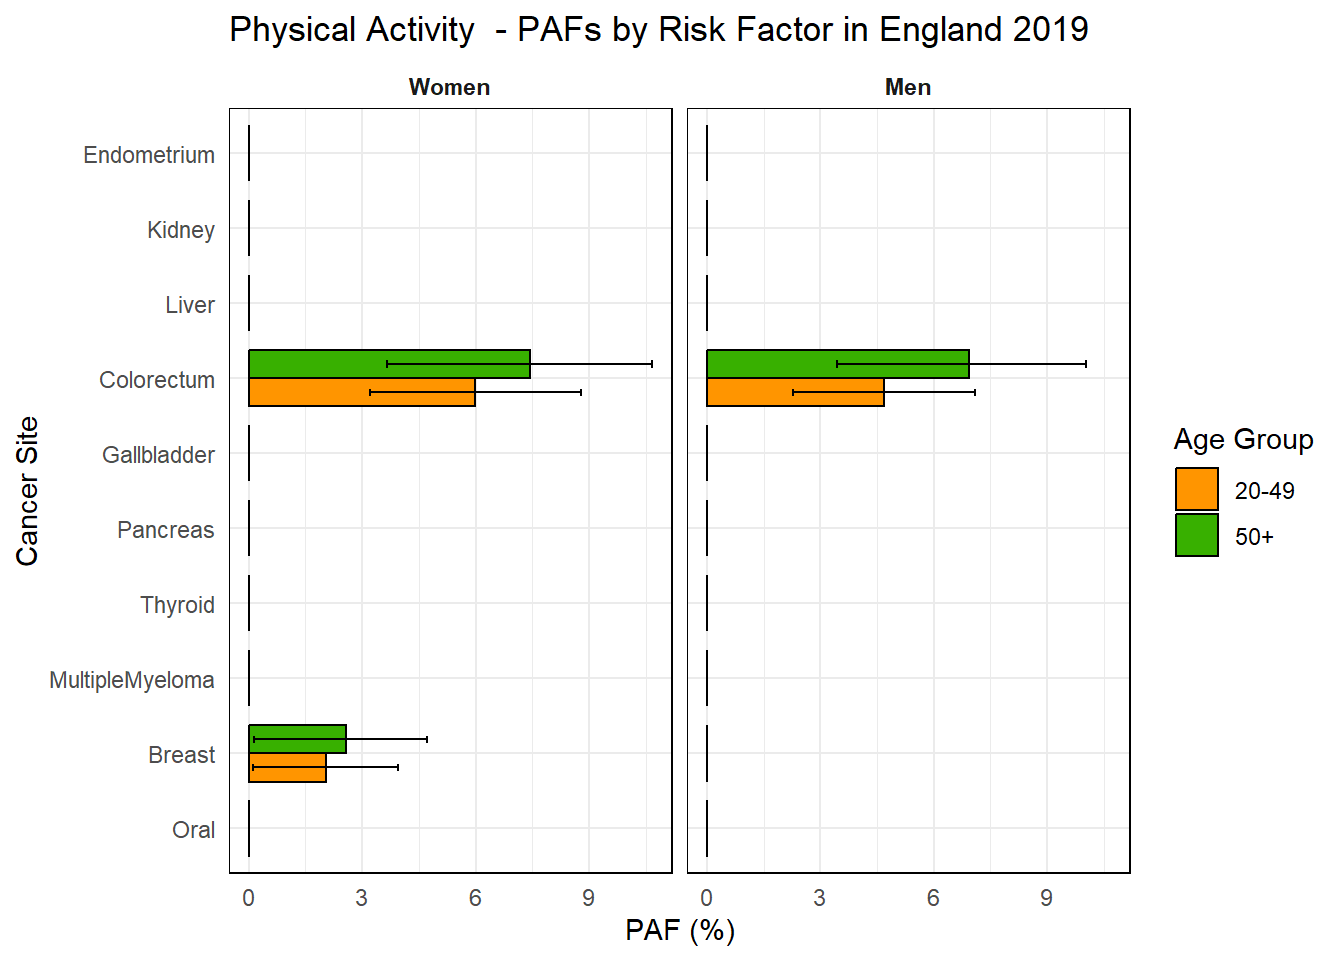 Physical Activity  - PAFs by Risk Factor in England 2019
Women
Men
Endometrium
Kidney
Liver
Colorectum
Gallbladder
Pancreas
Thyroid
MultipleMyeloma
Breast
Oral
Cancer Site
0 3 6 9
0 3 6 9
PAF (%)
Age Group
20-49
50+